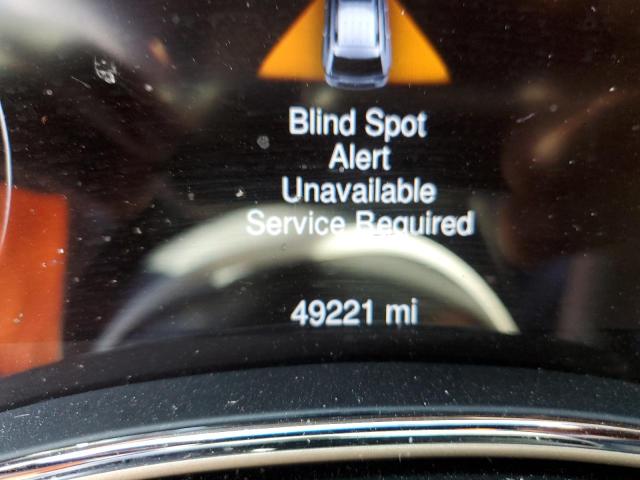 Blind Spot
Alert
Unavailable
Service Required
49221 mi